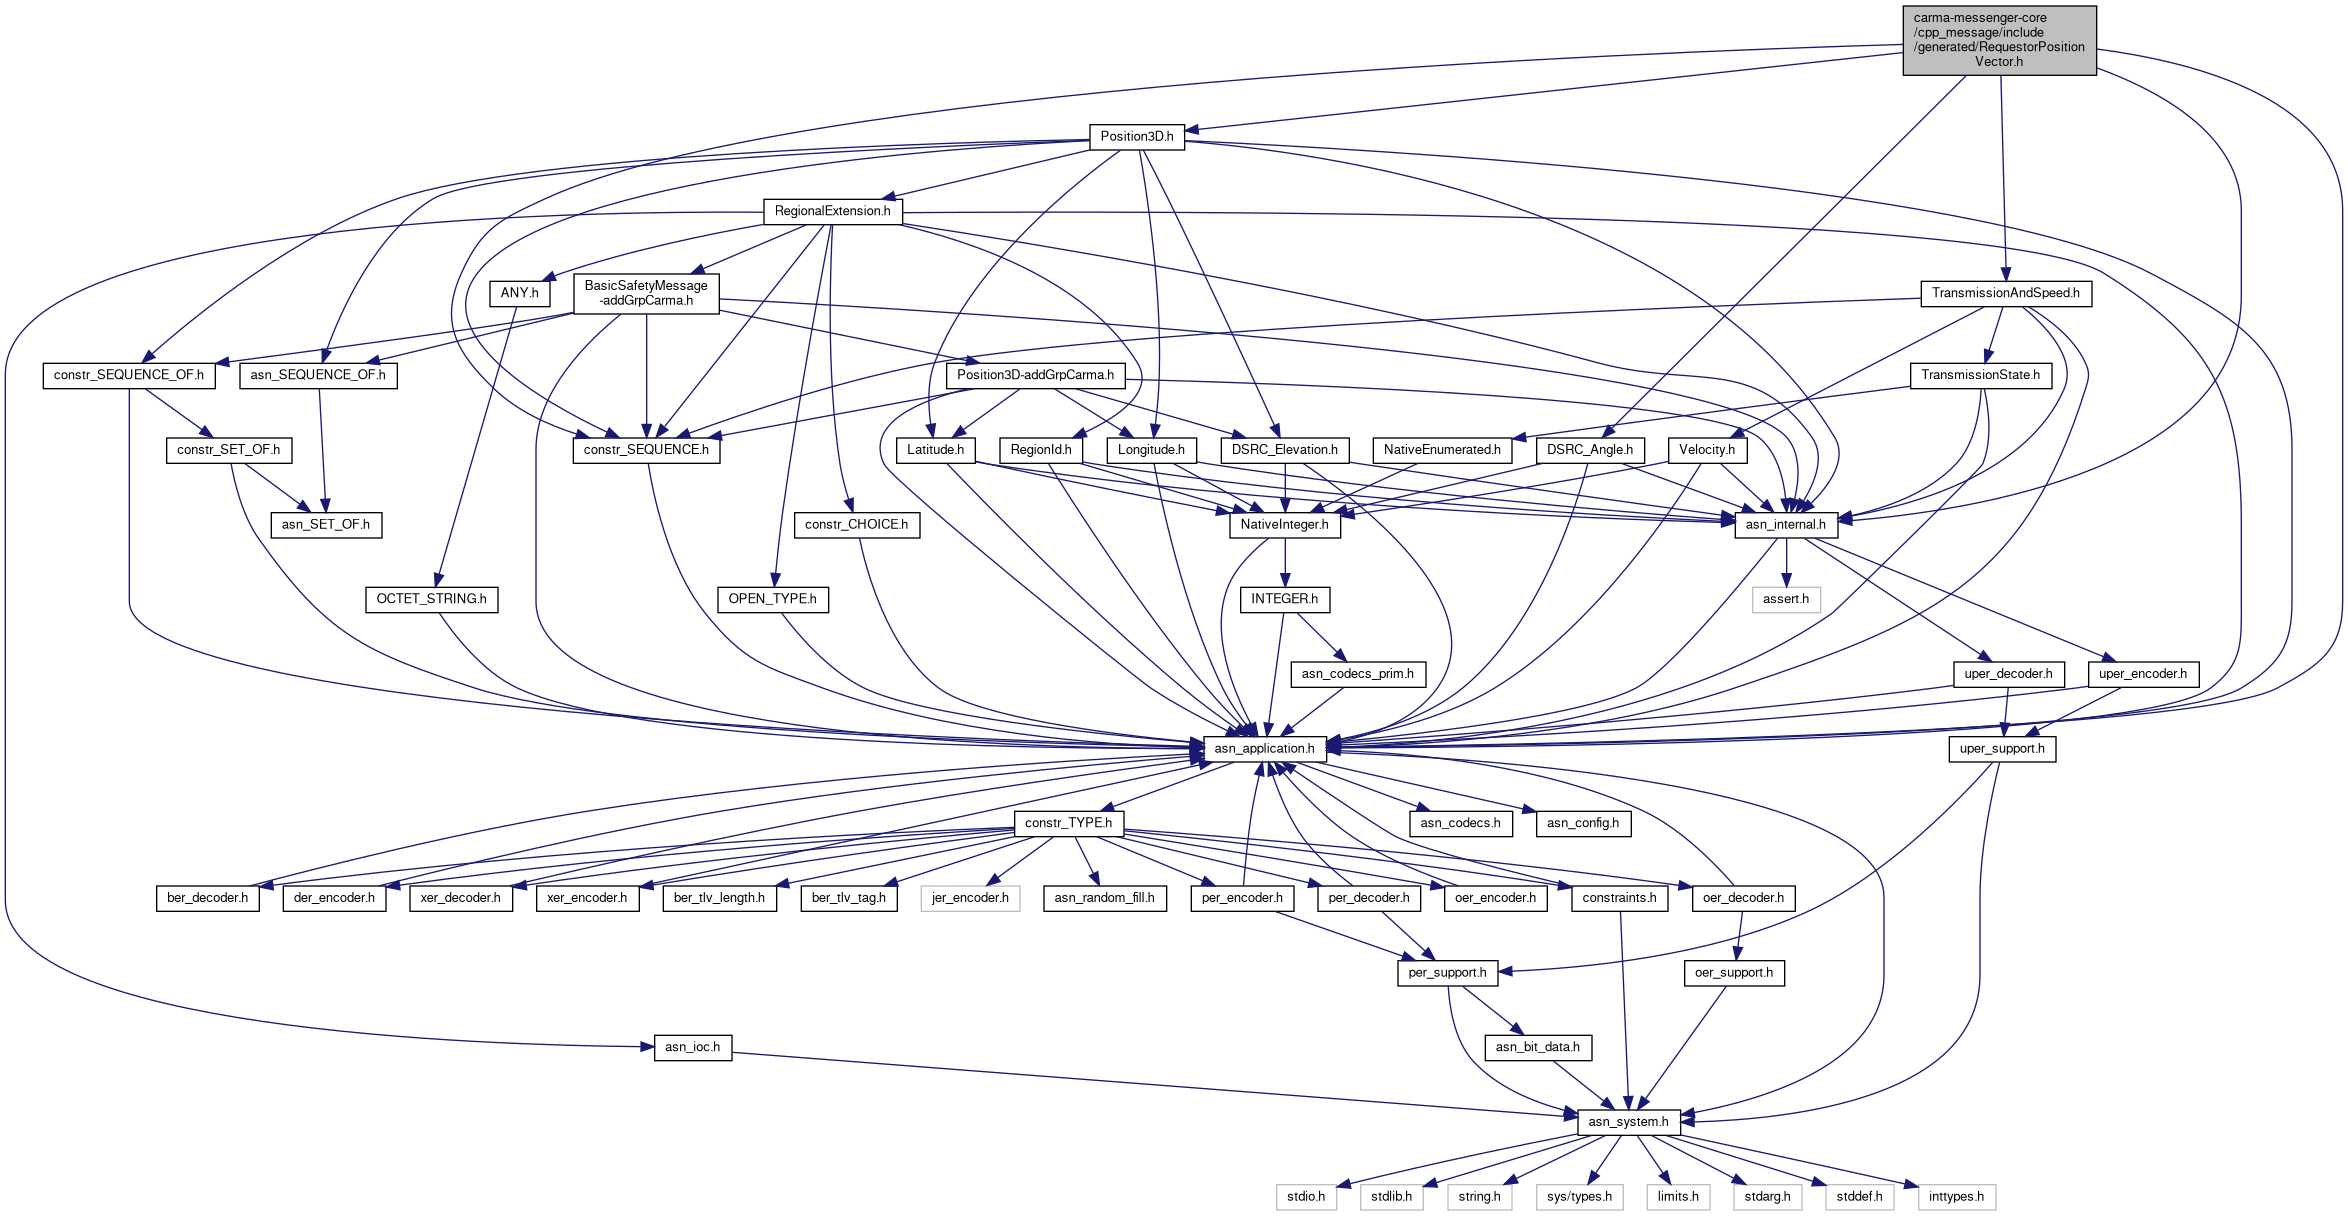 carma-messenger-core
/cpp_message/include
/generated/RequestorPosition
Vector.h
Position3D.h
RegionalExtension.h
ANY.h
BasicSafetyMessage
-addGrpCarma.h
TransmissionAndSpeed.h
constr_SEQUENCE_OF.h
asn_SEQUENCE_OF.h
Position3D-addGrpCarma.h
TransmissionState.h
constr_SET_OF.h
constr_SEQUENCE.h
Latitude.h
RegionId.h
Longitude.h
DSRC_Elevation.h
NativeEnumerated.h
DSRC_Angle.h
Velocity.h
asn_SET_OF.h
constr_CHOICE.h
NativeInteger.h
asn_internal.h
OCTET_STRING.h
OPEN_TYPE.h
INTEGER.h
assert.h
asn_codecs_prim.h
uper_decoder.h
uper_encoder.h
asn_application.h
uper_support.h
constr_TYPE.h
asn_codecs.h
asn_config.h
ber_decoder.h
der_encoder.h
xer_decoder.h
xer_encoder.h
ber_tlv_length.h
ber_tlv_tag.h
jer_encoder.h
asn_random_fill.h
per_encoder.h
per_decoder.h
oer_encoder.h
constraints.h
oer_decoder.h
per_support.h
oer_support.h
asn_ioc.h
asn_bit_data.h
asn_system.h
stdio.h
stdlib.h
string.h
sys/types.h
limits.h
stdarg.h
stddef.h
inttypes.h